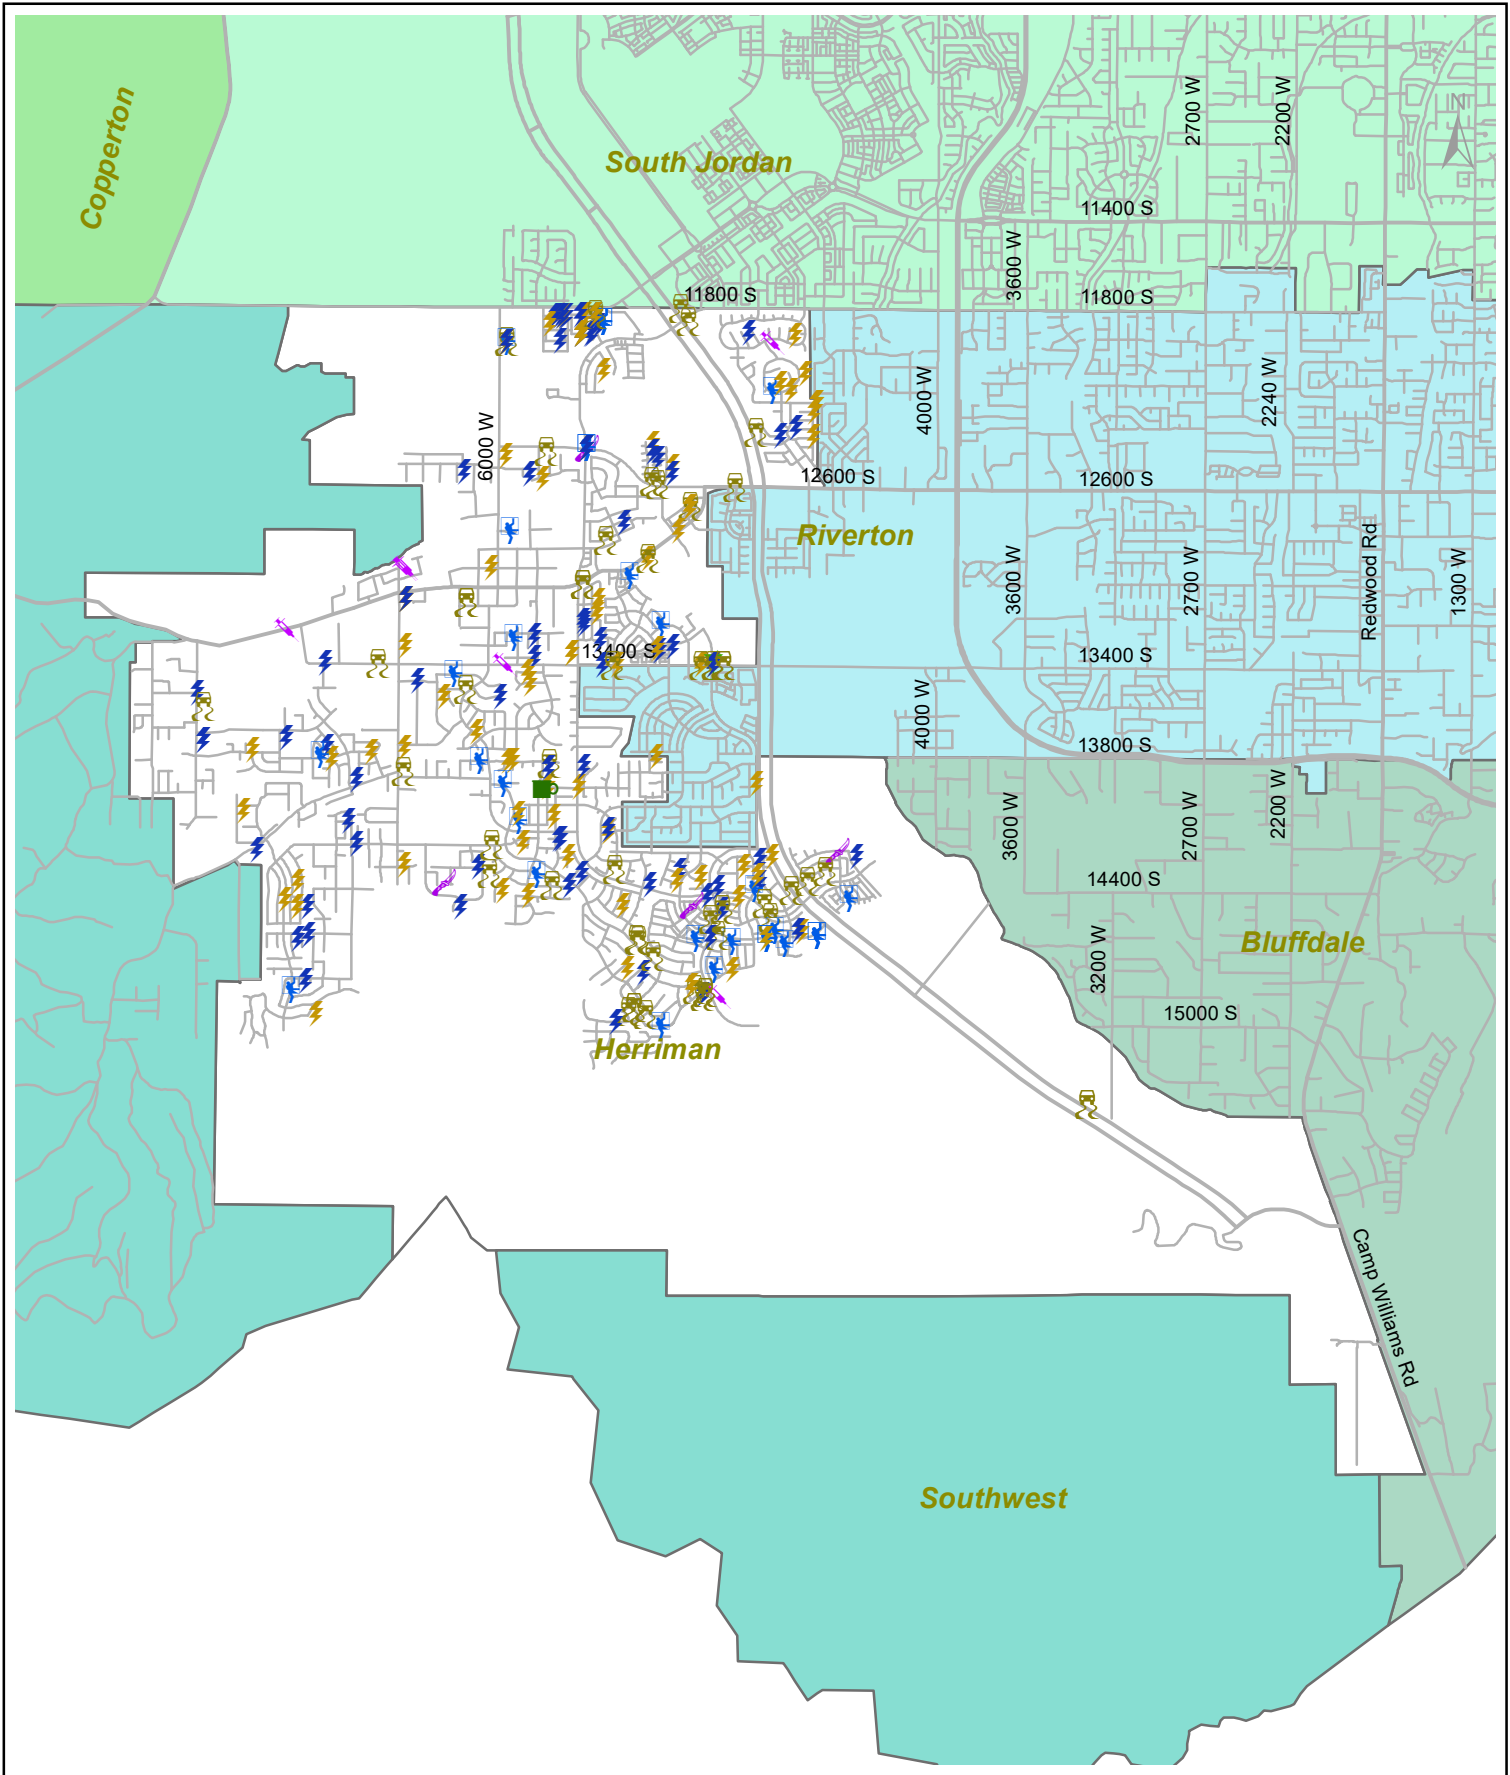 N
2700 W
2200 W
Copperton
South Jordan
11400 S
3600 W
11800 S
11800 S
4000 W
2240 W
6000 W
12600 S
12600 S
Riverton
Redwood Rd
3600 W
2700 W
1300 W
13400 S
13400 S
4000 W
13800 S
2200 W
3600 W
2700 W
14400 S
3200 W
Bluffdale
15000 S
Herriman
Camp Williams Rd
Southwest